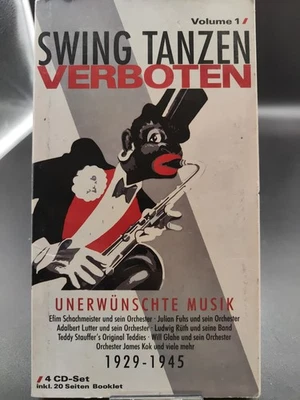 Volume 1 /
SWING TANZEN
VERBOTEN
UNERWÜNSCHTE MUSIK
Efim Schachmeister und sein Orchester · Julian Fuhs und sein Orchester
Adalbert Lutter und sein Orchester · Ludwig Rüth und seine Band
Teddy Stauffer's Original Teddies · Will Glahe und sein Orchester
Orchester James Kok und viele mehr
1929-1945
4 CD-Set
inkl. 20 Seiten Booklet